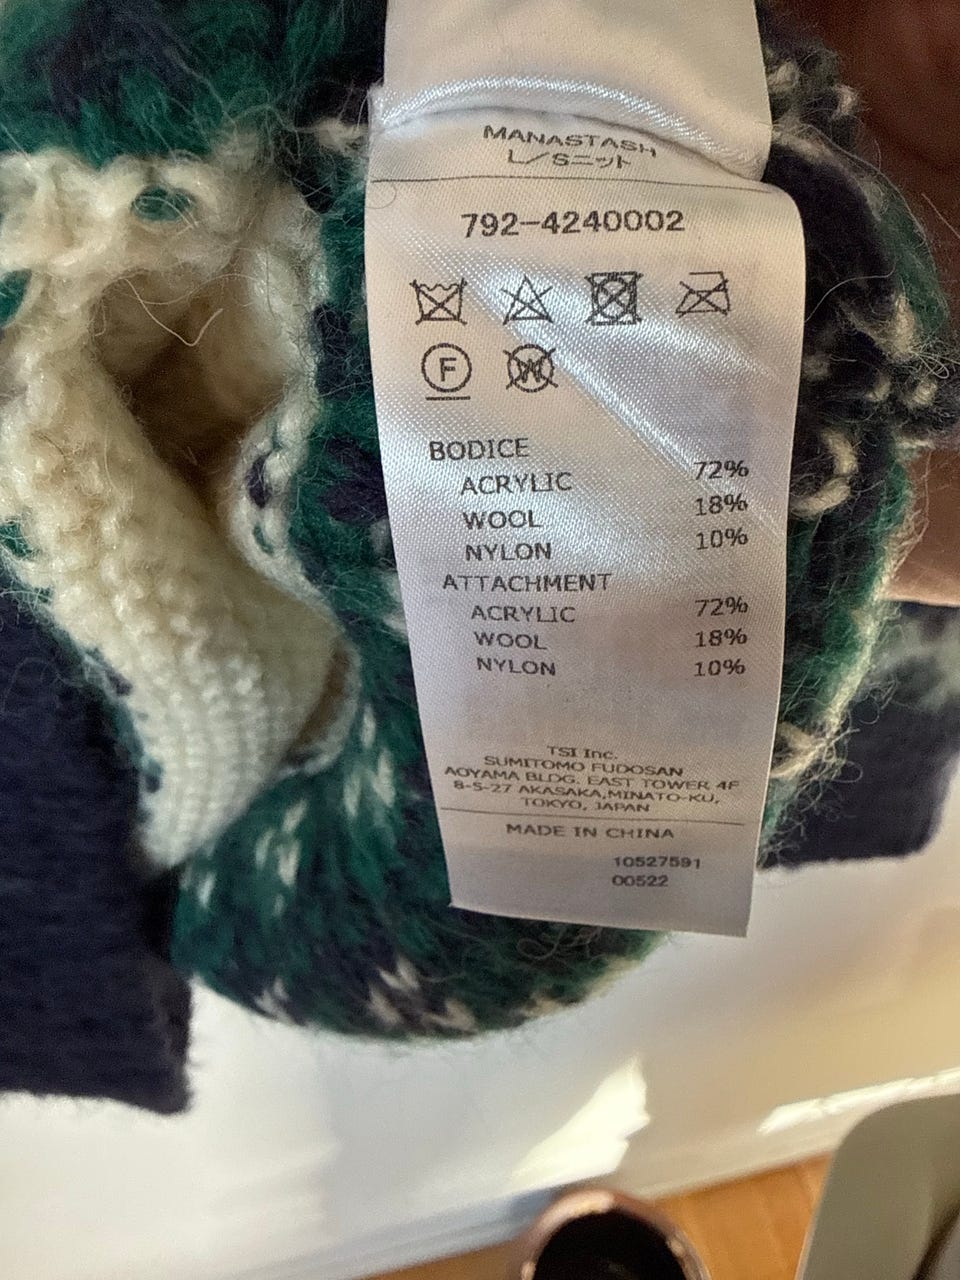 MANASTASH
L/Sニット
792-4240002
F W
BODICE
ACRYLIC 72%
WOOL 18%
NYLON 10%
ATTACHMENT
ACRYLIC 72%
WOOL 18%
NYLON 10%
TSI Inc.
SUMITOMO FUDOSAN
AOYAMA BLDG. EAST TOWER 4F
8-5-27 AKASAKA,MINATO-KU,
TOKYO, JAPAN
MADE IN CHINA
10527591
00522